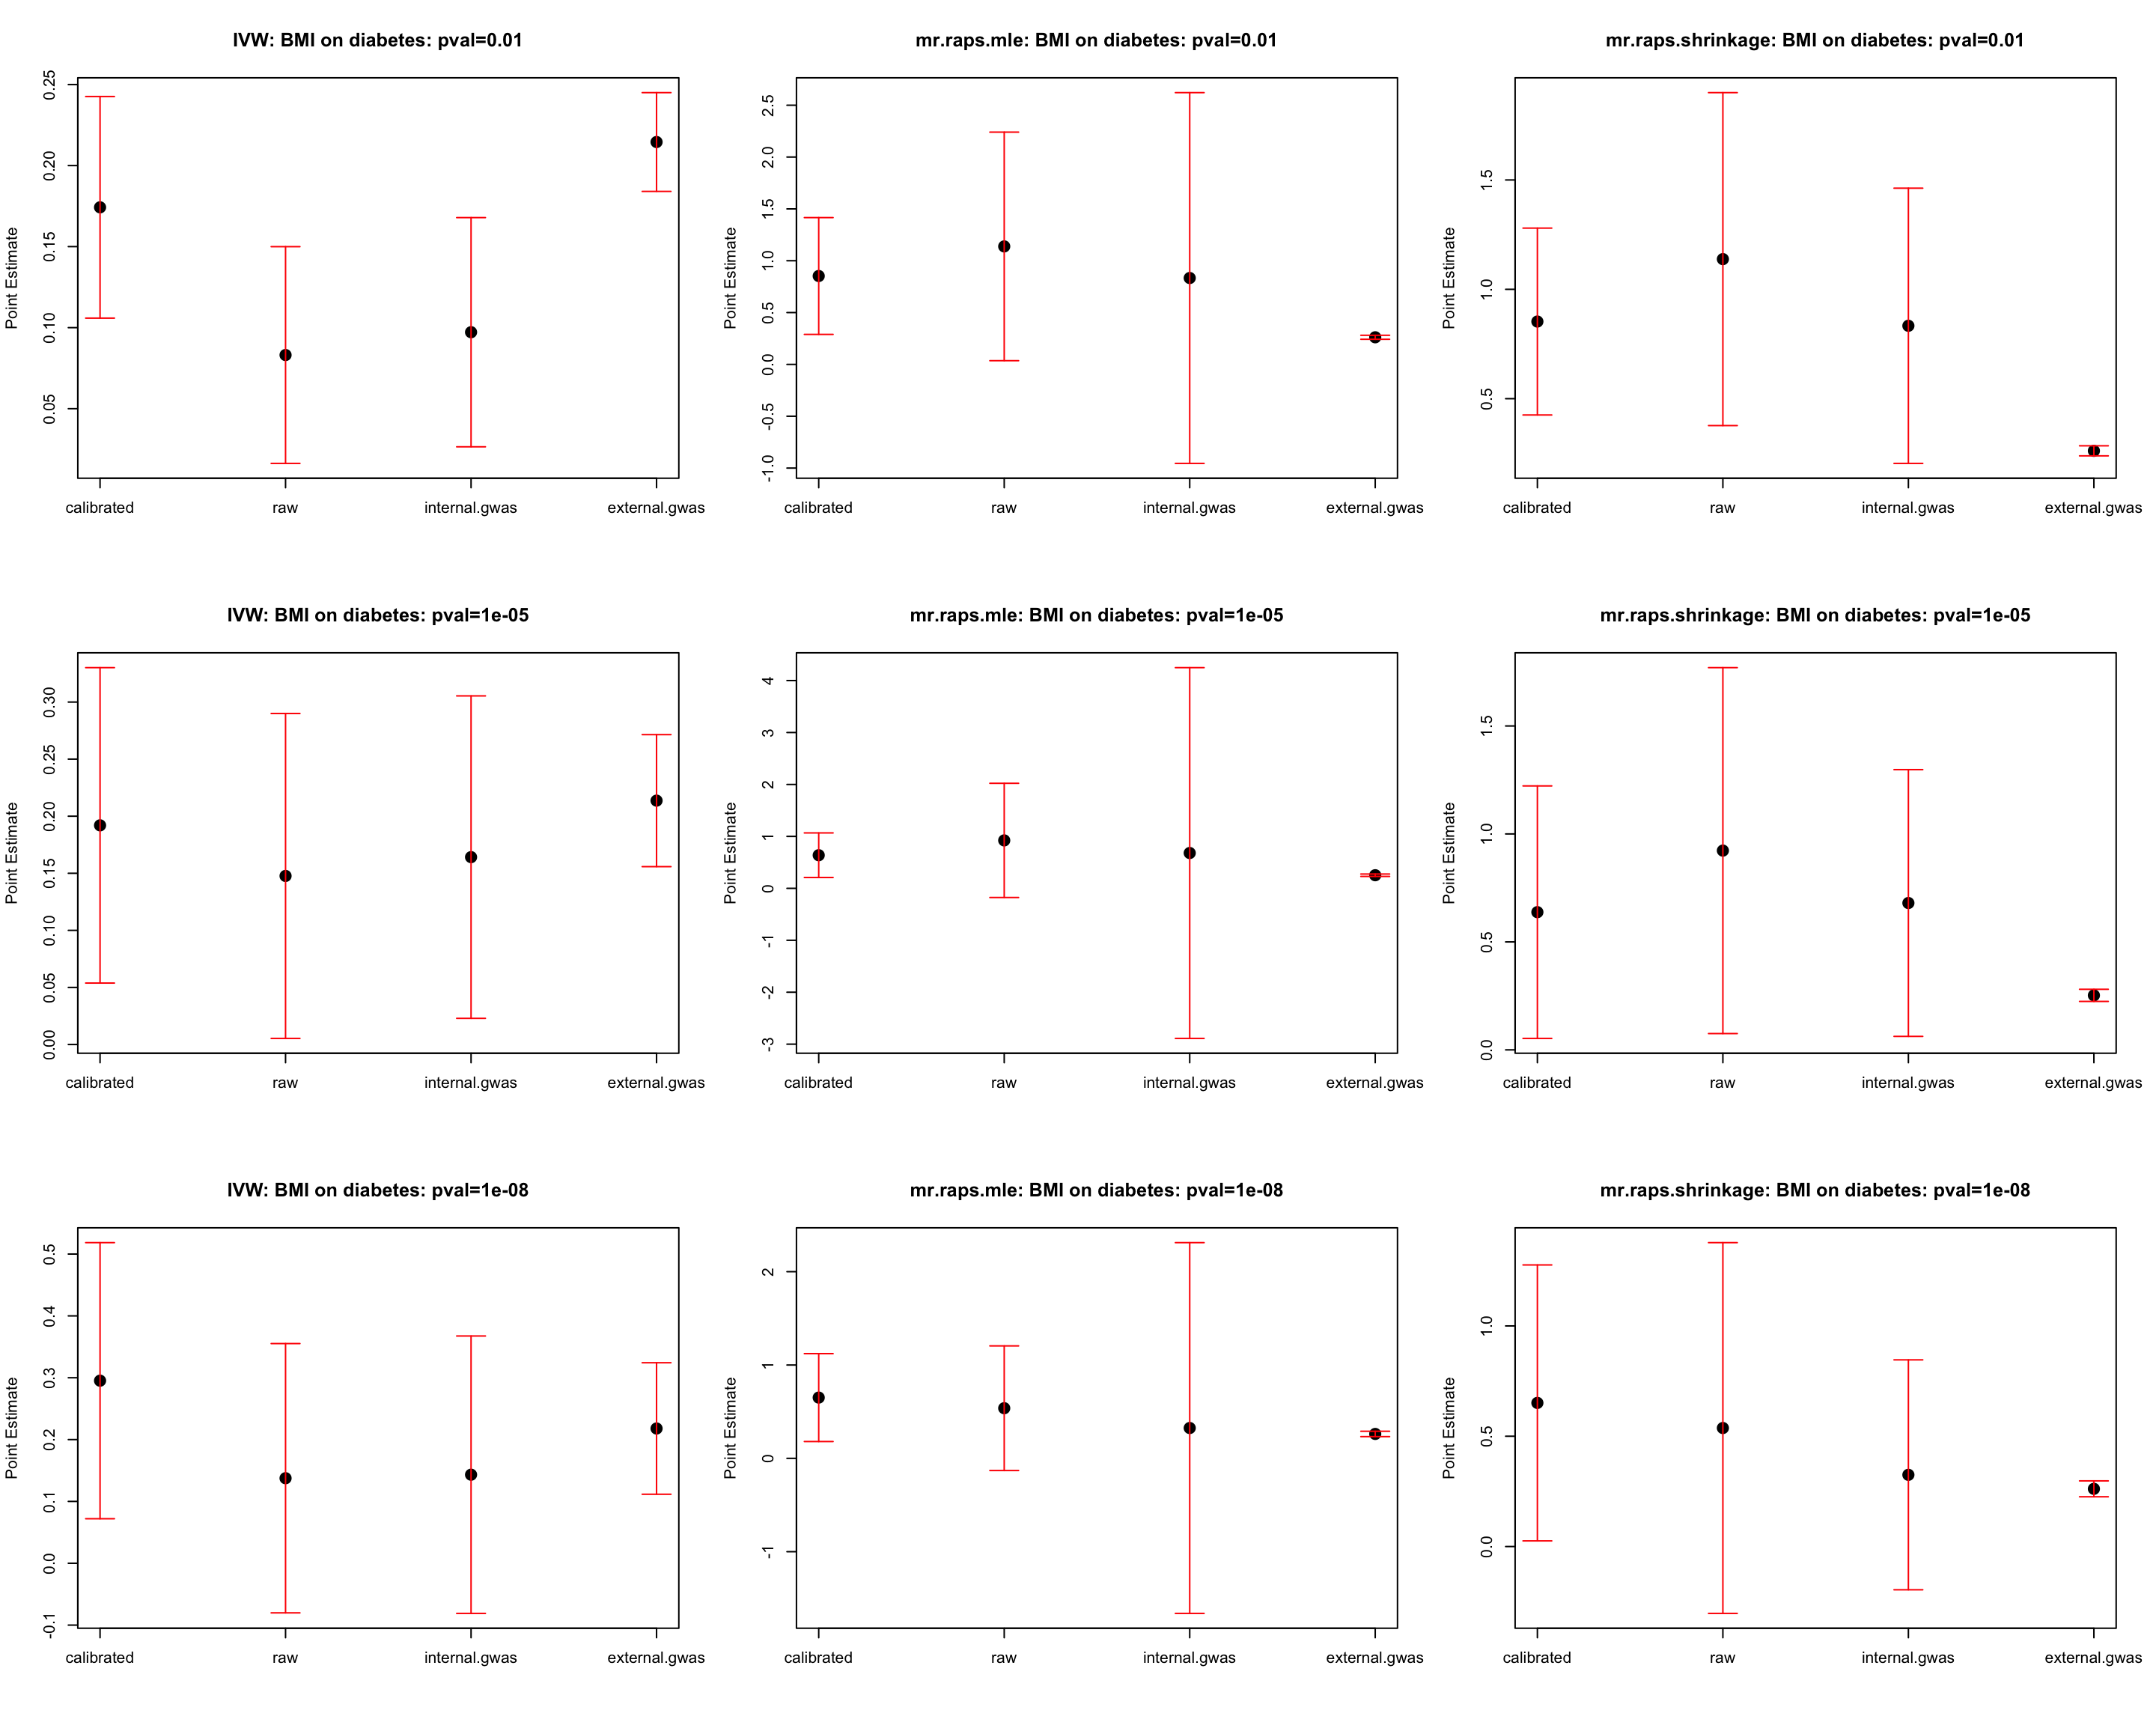 IVW: BMI on diabetes: pval=0.01
Point Estimate
0.25
0.20
0.15
0.10
0.05
calibrated raw internal.gwas external.gwas
mr.raps.mle: BMI on diabetes: pval=0.01
Point Estimate
2.5
2.0
1.5
1.0
0.5
0.0
-0.5
-1.0
calibrated raw internal.gwas external.gwas
mr.raps.shrinkage: BMI on diabetes: pval=0.01
Point Estimate
1.5
1.0
0.5
calibrated raw internal.gwas external.gwas
IVW: BMI on diabetes: pval=1e-05
Point Estimate
0.30
0.25
0.20
0.15
0.10
0.05
0.00
calibrated raw internal.gwas external.gwas
mr.raps.mle: BMI on diabetes: pval=1e-05
Point Estimate
4
3
2
1
0
-1
-2
-3
calibrated raw internal.gwas external.gwas
mr.raps.shrinkage: BMI on diabetes: pval=1e-05
Point Estimate
1.5
1.0
0.5
0.0
calibrated raw internal.gwas external.gwas
IVW: BMI on diabetes: pval=1e-08
Point Estimate
0.5
0.4
0.3
0.2
0.1
0.0
-0.1
calibrated raw internal.gwas external.gwas
mr.raps.mle: BMI on diabetes: pval=1e-08
Point Estimate
2
1
0
-1
calibrated raw internal.gwas external.gwas
mr.raps.shrinkage: BMI on diabetes: pval=1e-08
Point Estimate
1.0
0.5
0.0
calibrated raw internal.gwas external.gwas